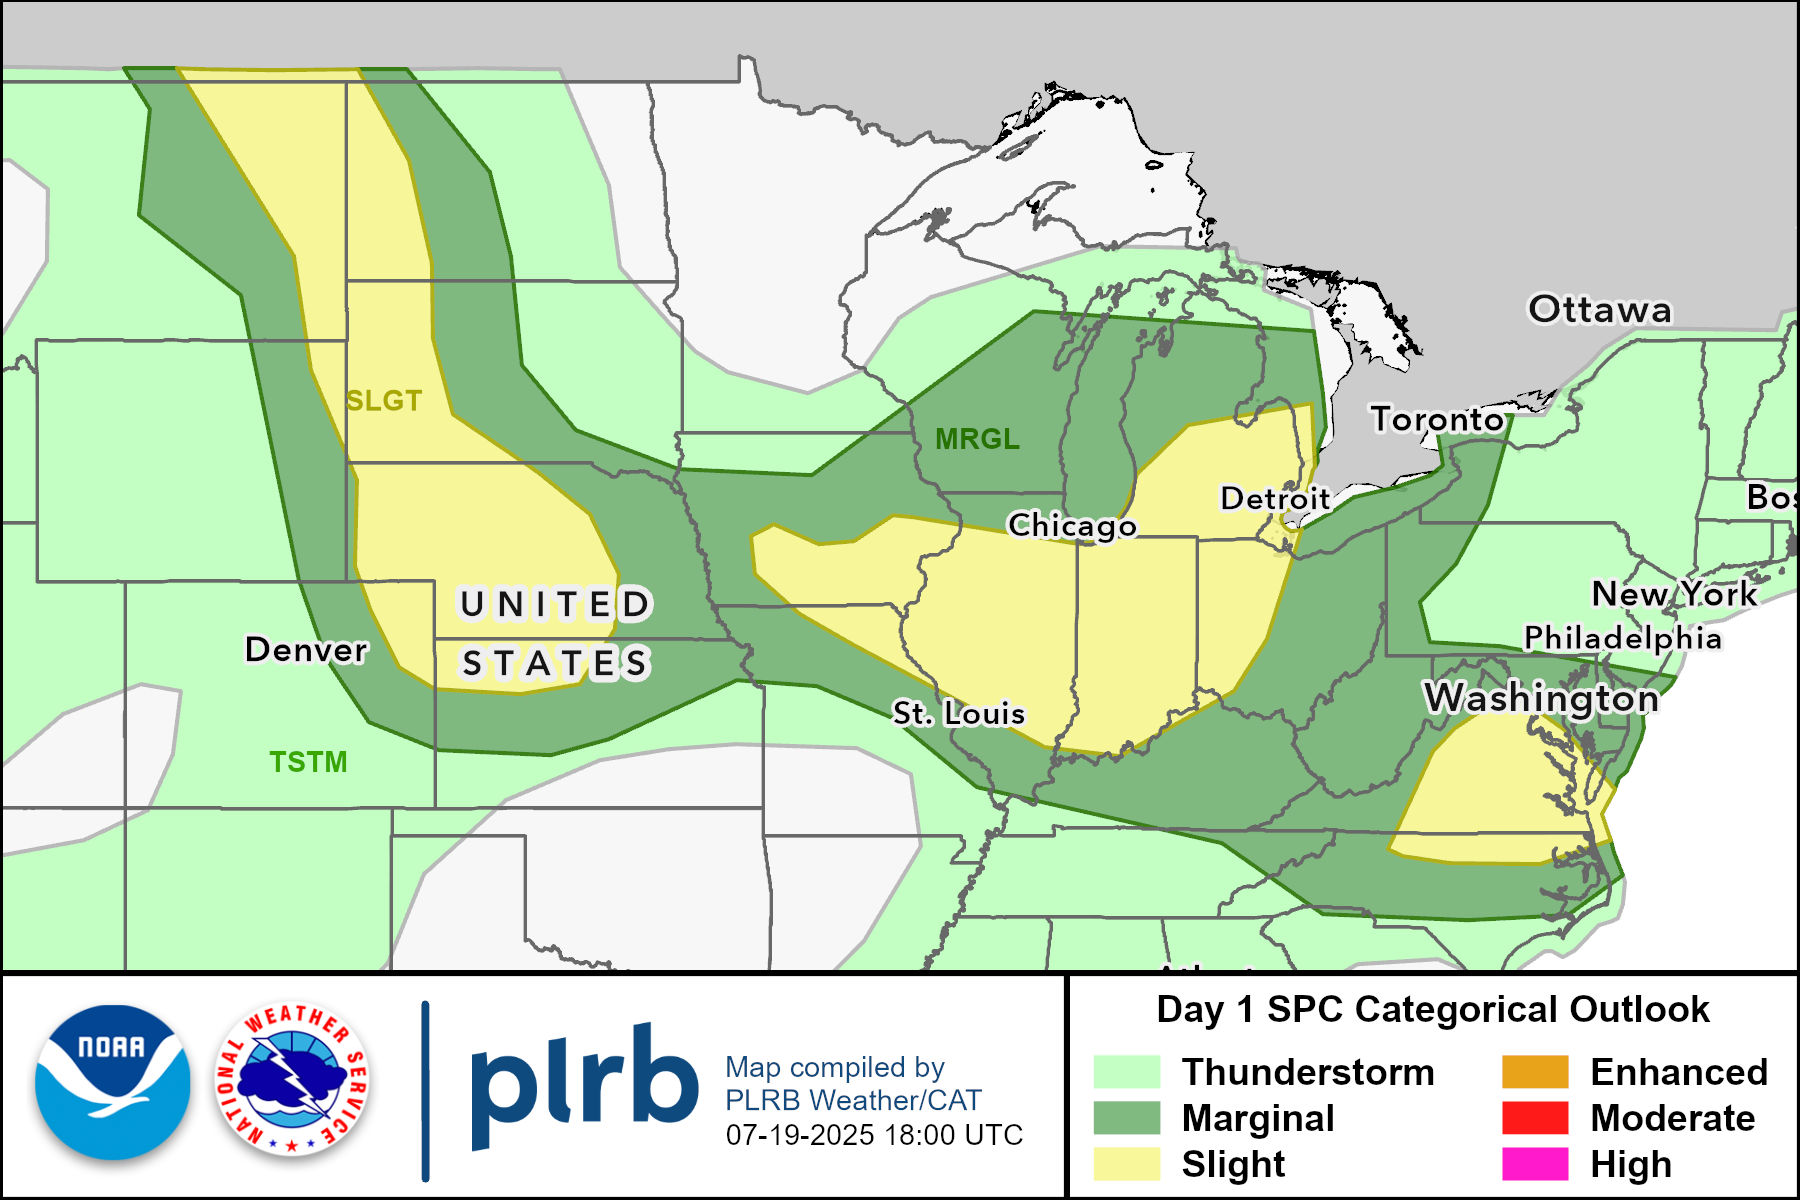 Ottawa
SLGT
Toronto
MRGL
Detroit
Bos
Chicago
UNITED
New York
Philadelphia
Denver
STATES
Washington
St. Louis
TSTM
NOAA
NATIONAL WEATHER SERVICE
plrb
Map compiled by
PLRB Weather/CAT
07-19-2025 18:00 UTC
Day 1 SPC Categorical Outlook
Thunderstorm
Enhanced
Marginal
Moderate
Slight
High